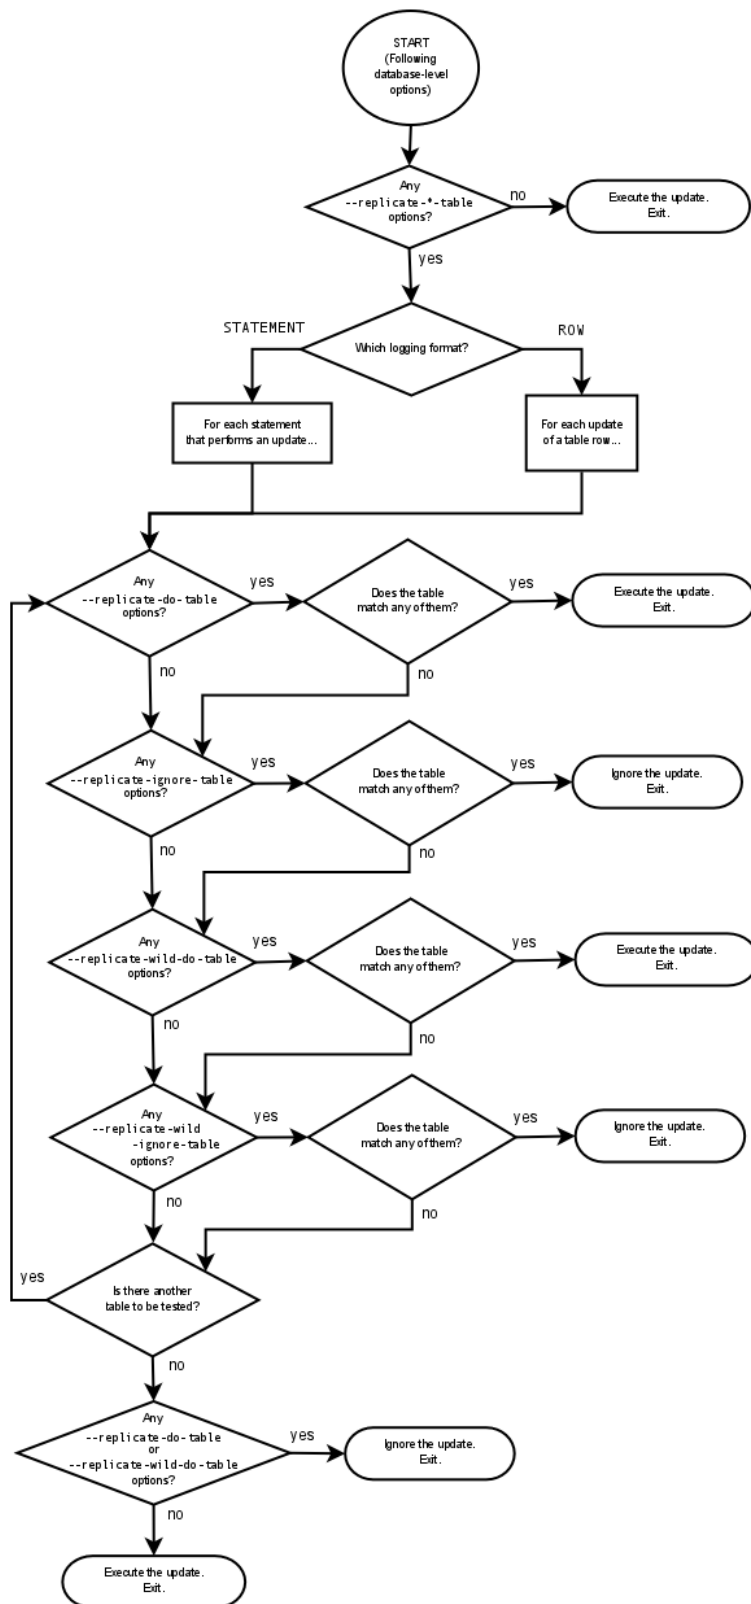 START
(Following
database-level
options)
Any
--replicate-*-table
options?
no
Execute the update.
Exit.
yes
STATEMENT
Which logging format?
ROW
For each statement
that performs an update...
For each update
of a table row...
Any
--replicate-do-table
options?
yes
Does the table
match any of them?
yes
Execute the update.
Exit.
no
no
Any
--replicate-ignore-table
options?
yes
Does the table
match any of them?
yes
Ignore the update.
Exit.
no
no
Any
--replicate-wild-do-table
options?
yes
Does the table
match any of them?
yes
Execute the update.
Exit.
no
no
Any
--replicate-wild
-ignore-table
options?
yes
Does the table
match any of them?
yes
Ignore the update.
Exit.
no
no
yes
Is there another
table to be tested?
no
Any
--replicate-do-table
or
--replicate-wild-do-table
options?
yes
Ignore the update.
Exit.
no
Execute the update.
Exit.